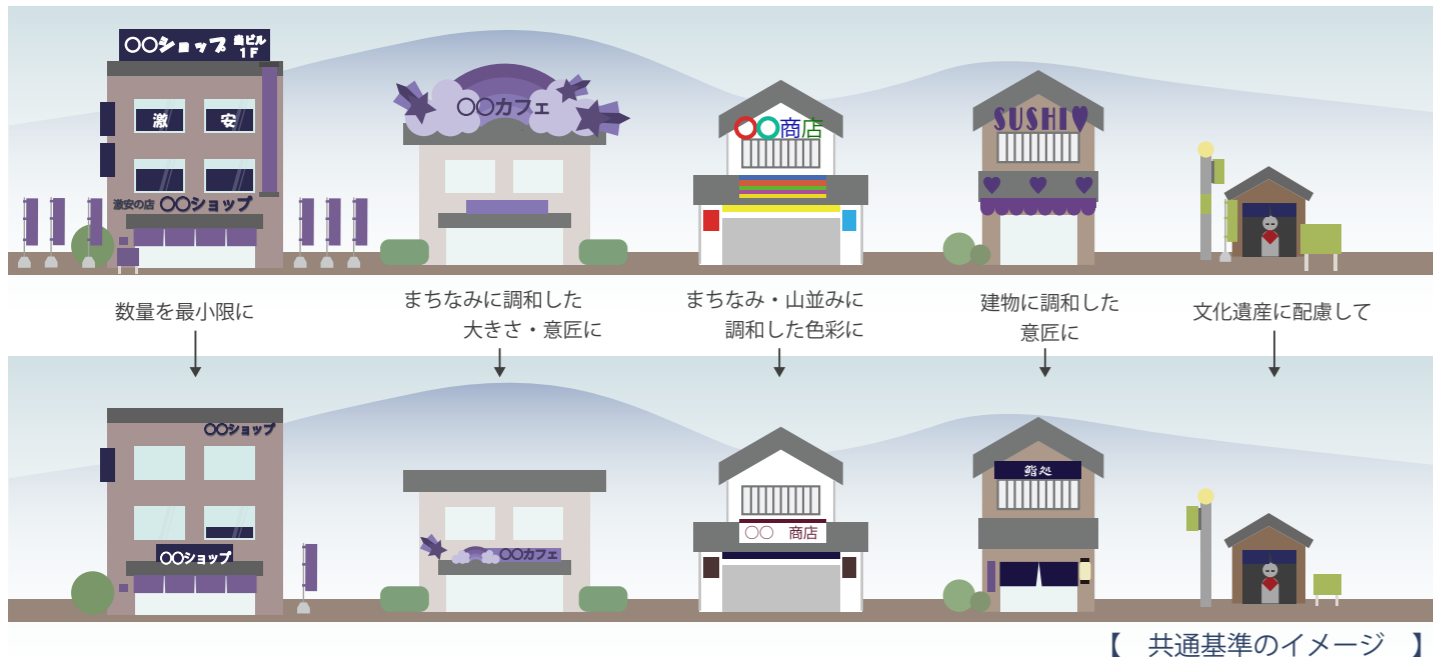 〇〇ショップ 当ビル1F
激 安
激安の店 〇〇ショップ
〇〇カフェ
〇〇商店
SUSHI♥
数量を最小限に
まちなみに調和した
大きさ・意匠に
まちなみ・山並みに
調和した色彩に
建物に調和した
意匠に
文化遺産に配慮して
〇〇ショップ
〇〇ショップ
〇〇カフェ
〇〇 商店
鮨処
【 共通基準のイメージ 】